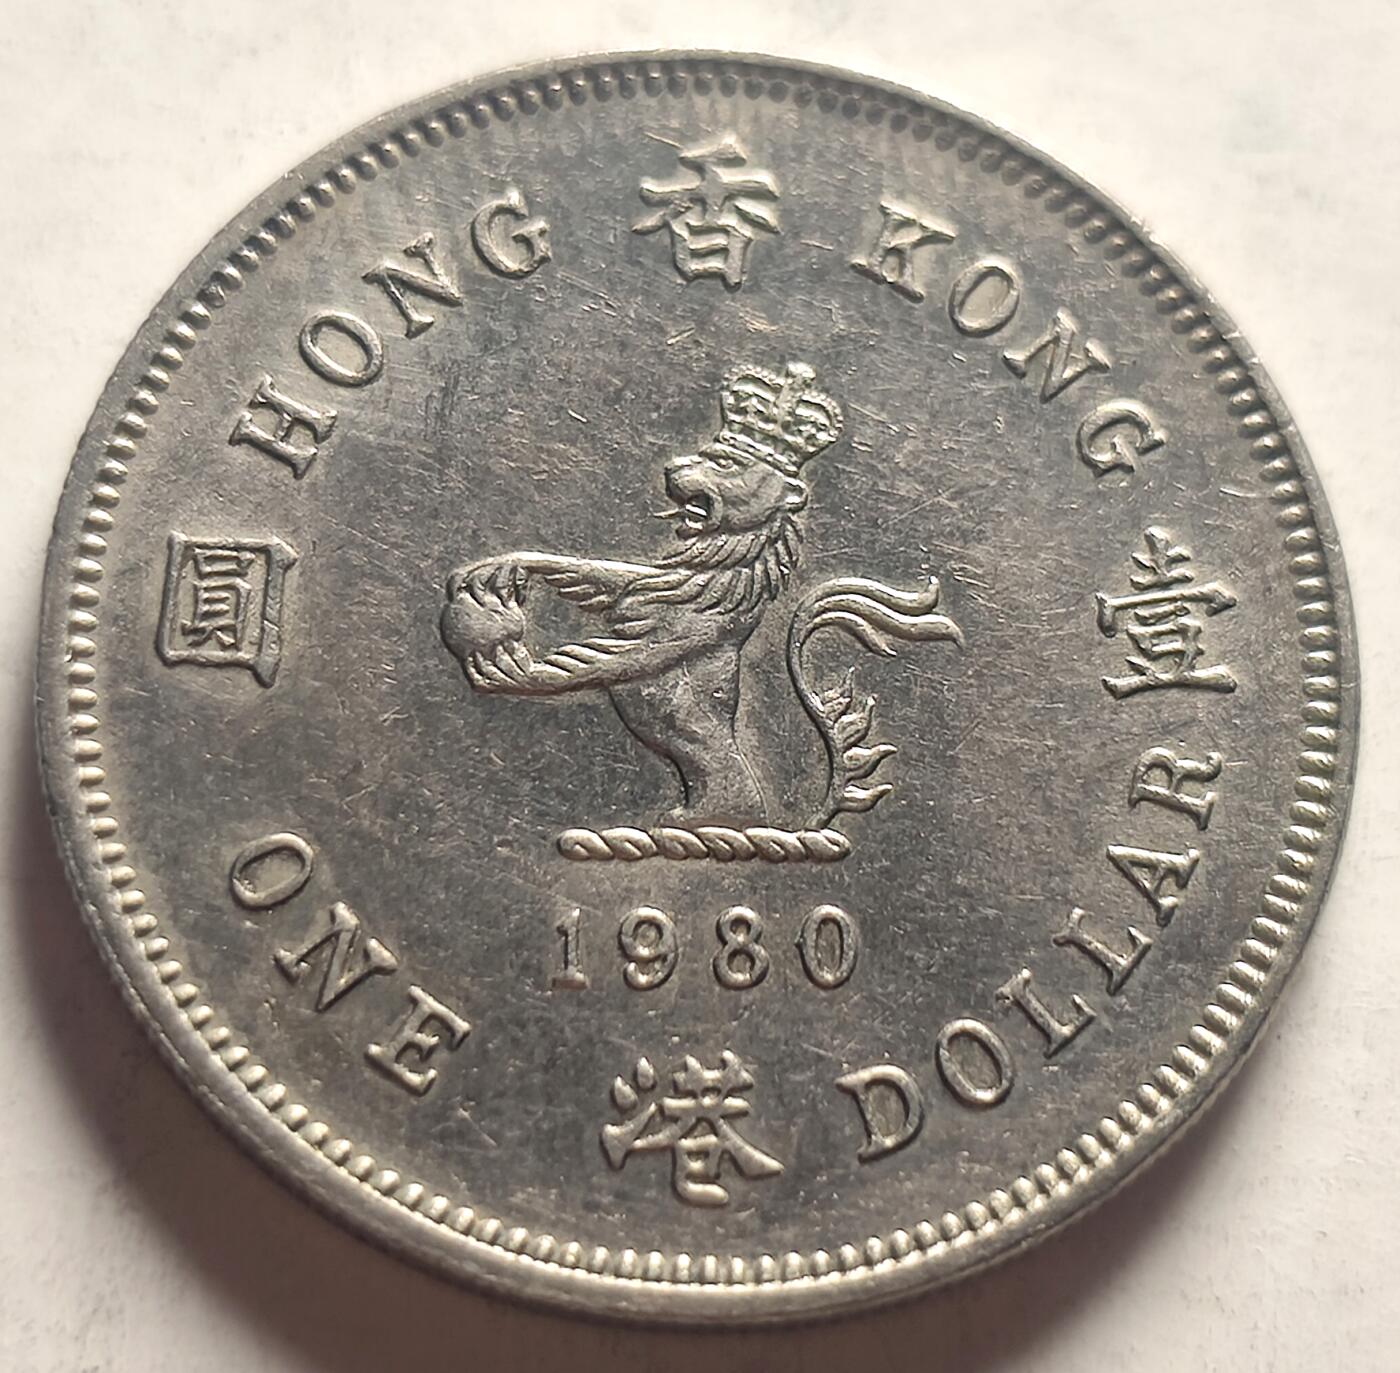 香
HONG KONG
圓 壹
1980
ONE DOLLAR
港